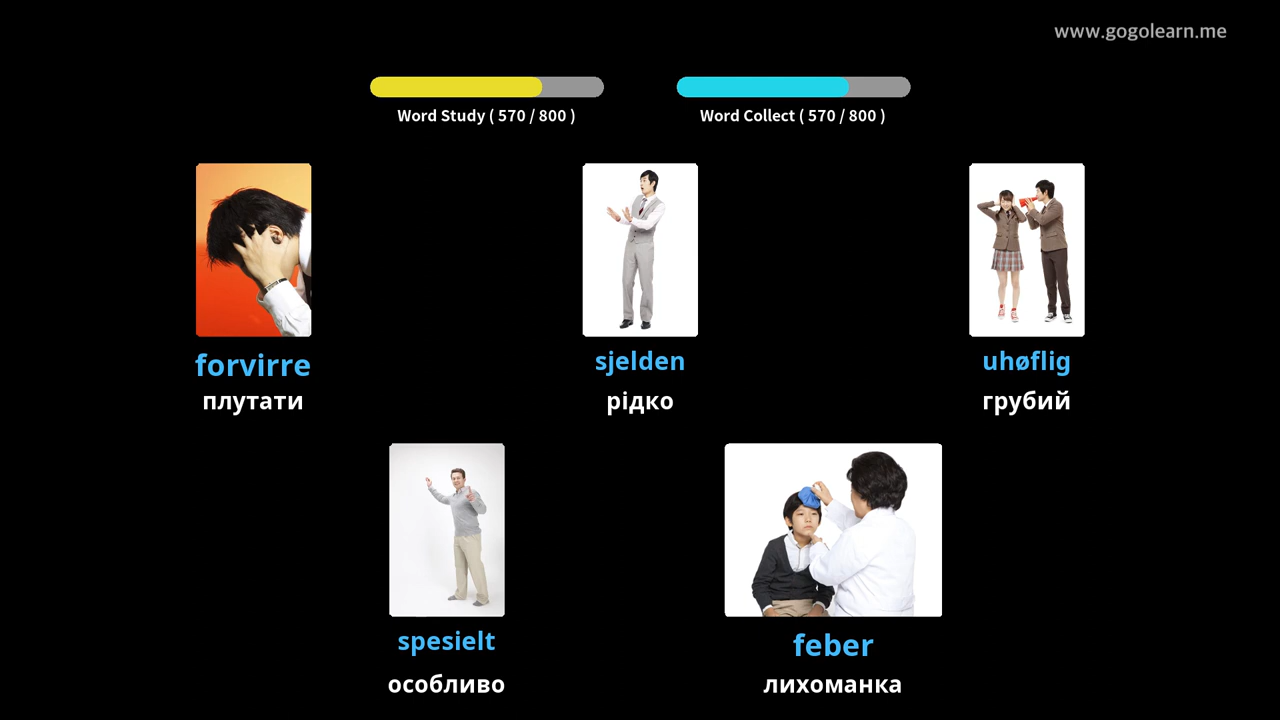 www.gogolearn.me
Word Study ( 570 / 800 )
Word Collect ( 570 / 800 )
forvirre
плутати
sjelden
рідко
uhøflig
грубий
spesielt
особливо
feber
лихоманка